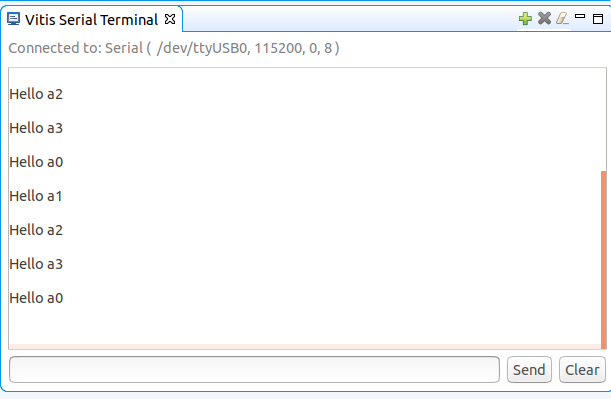 Vitis Serial Terminal
Connected to: Serial ( /dev/ttyUSB0, 115200, 0, 8 )
Hello a2
Hello a3
Hello a0
Hello a1
Hello a2
Hello a3
Hello a0
Send Clear